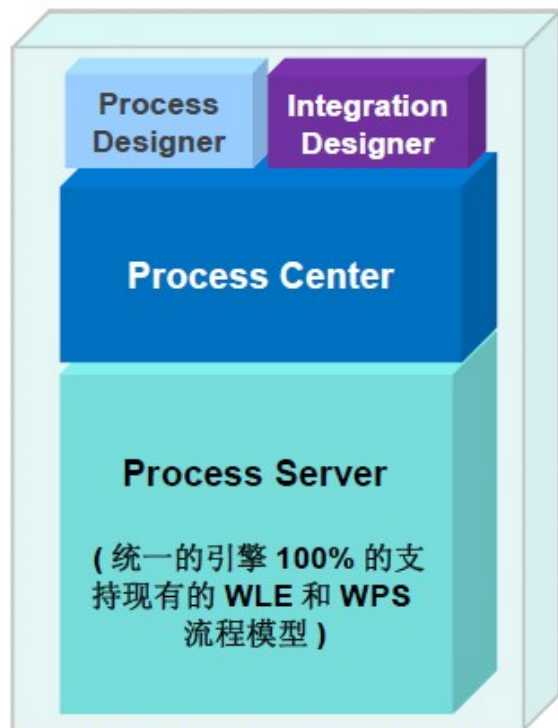 Process
Designer
Integration
Designer
Process Center
Process Server
( 统一的引擎 100% 的支
持现有的 WLE 和 WPS
流程模型 )